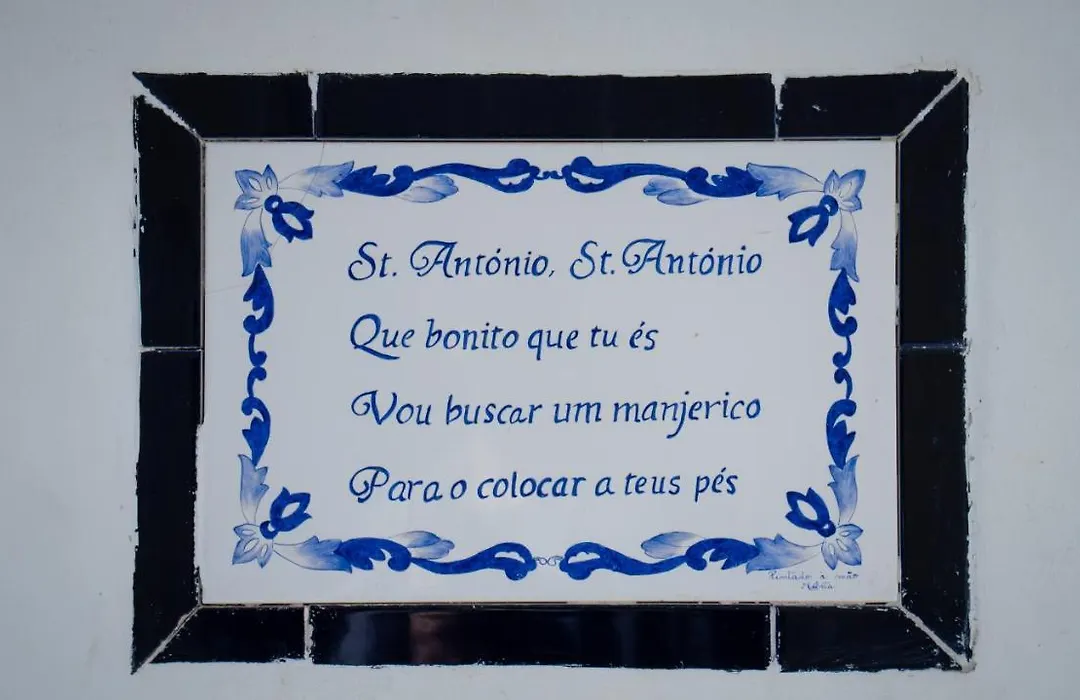 St. António, St. António
Que bonito que tu és
Vou buscar um manjerico
Para o colocar a teus pés
Pintado à mão